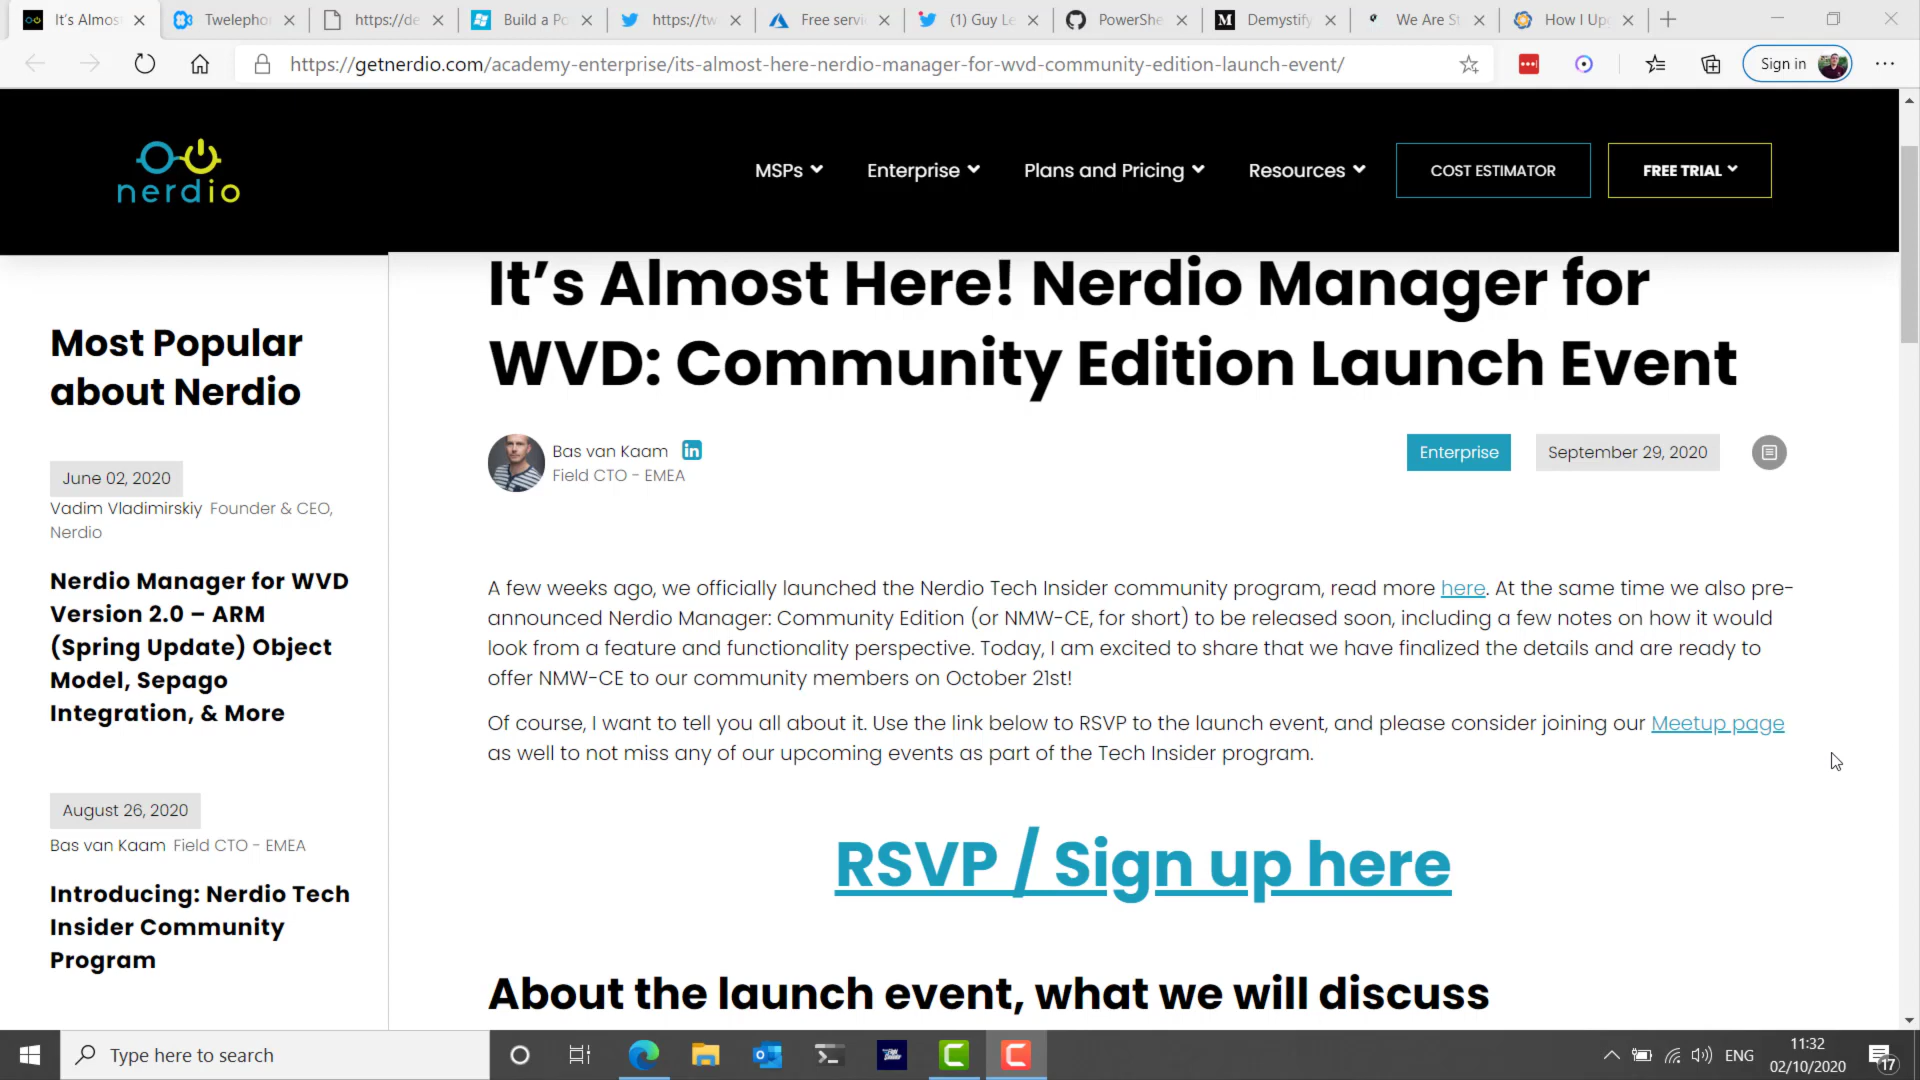 It's Almos
Twelepho
https://de
Build a Po
https://tw
Free servi
(1) Guy Le
PowerShe
Demystify
We Are St
How I Up
https://getnerdio.com/academy-enterprise/its-almost-here-nerdio-manager-for-wvd-community-edition-launch-event/
Sign in
nerdio
MSPs
Enterprise
Plans and Pricing
Resources
COST ESTIMATOR
FREE TRIAL
Most Popular
about Nerdio
June 02, 2020
Vadim Vladimirskiy Founder & CEO,
Nerdio
Nerdio Manager for WVD
Version 2.0 – ARM
(Spring Update) Object
Model, Sepago
Integration, & More
August 26, 2020
Bas van Kaam Field CTO - EMEA
Introducing: Nerdio Tech
Insider Community
Program
It's Almost Here! Nerdio Manager for
WVD: Community Edition Launch Event
Bas van Kaam in
Field CTO - EMEA
Enterprise
September 29, 2020
A few weeks ago, we officially launched the Nerdio Tech Insider community program, read more here. At the same time we also pre-
announced Nerdio Manager: Community Edition (or NMW-CE, for short) to be released soon, including a few notes on how it would
look from a feature and functionality perspective. Today, I am excited to share that we have finalized the details and are ready to
offer NMW-CE to our community members on October 21st!
Of course, I want to tell you all about it. Use the link below to RSVP to the launch event, and please consider joining our Meetup page
as well to not miss any of our upcoming events as part of the Tech Insider program.
RSVP / Sign up here
About the launch event, what we will discuss
Type here to search
ENG
11:32
02/10/2020
17